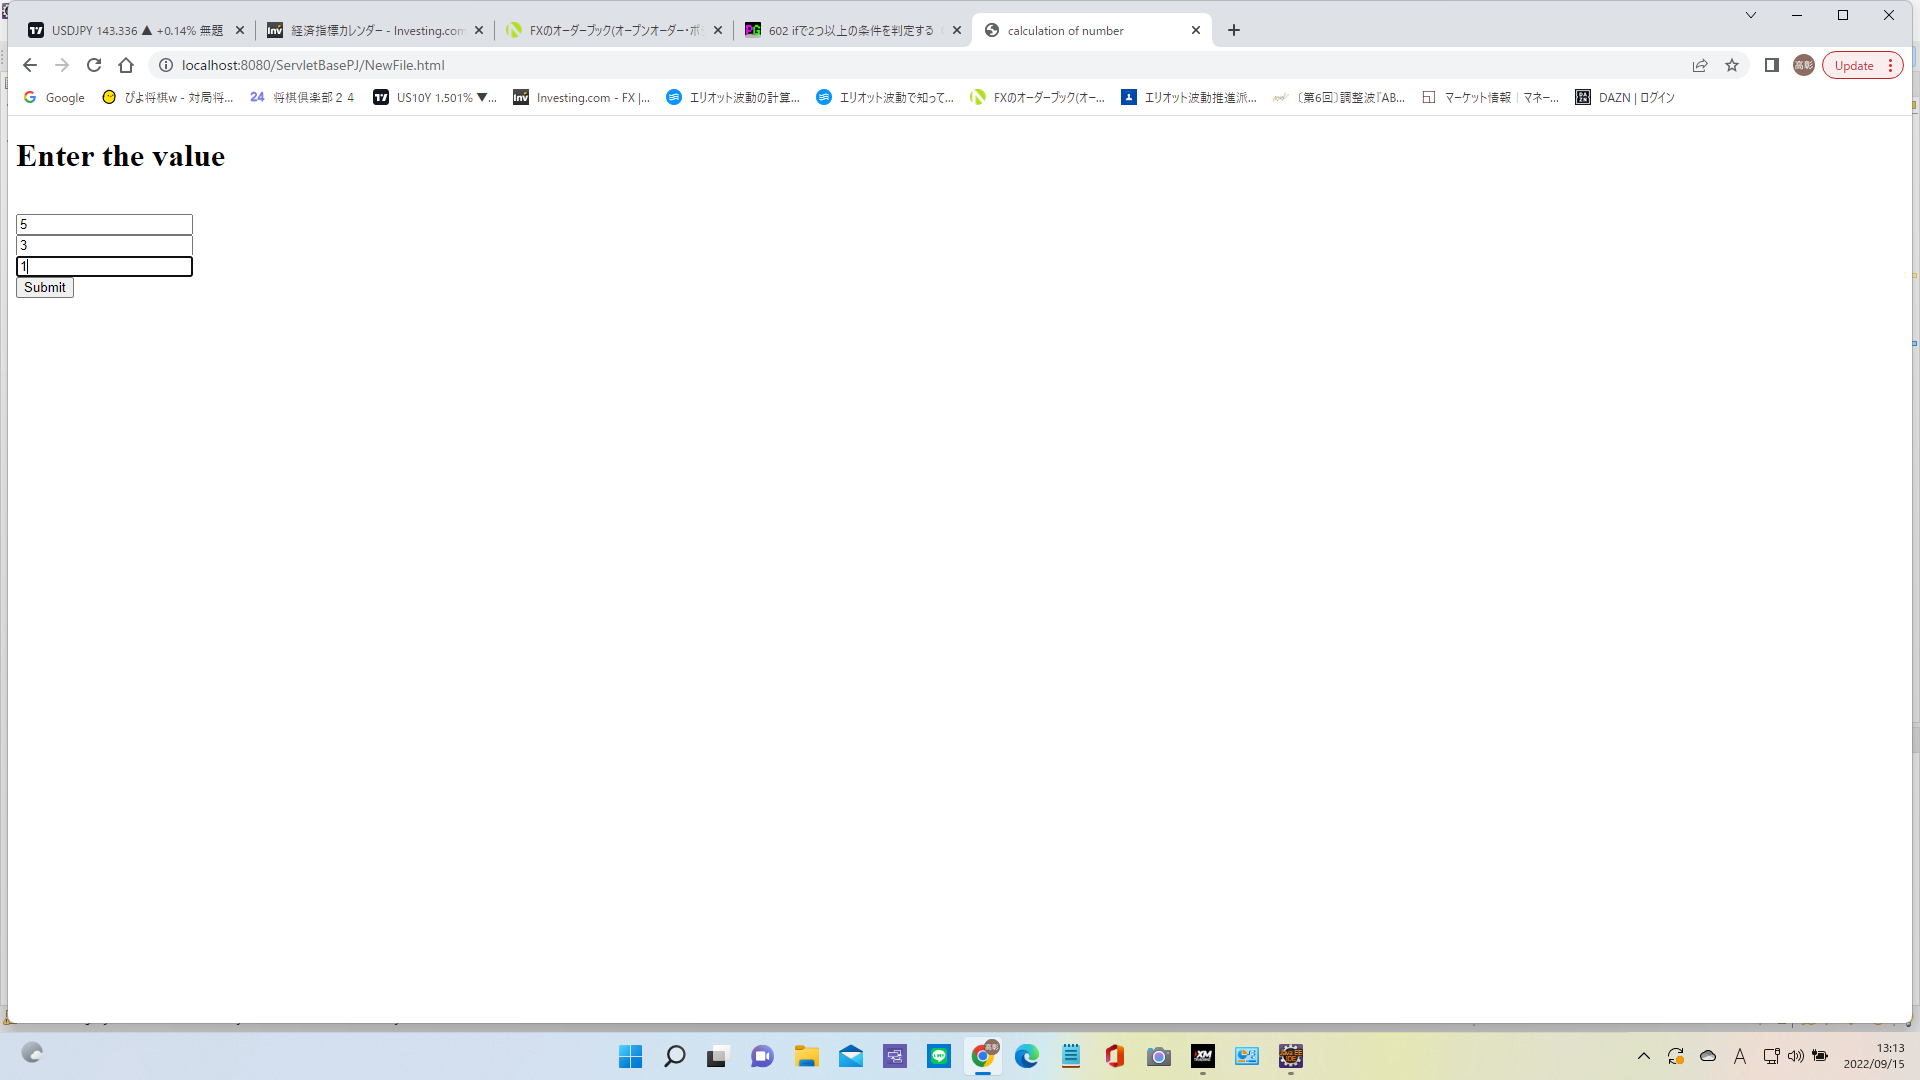 USDJPY 143.336 ▲ +0.14% 無題
経済指標カレンダー - Investing.com
FXのオーダーブック(オープンオーダー・ポジ
602 ifで2つ以上の条件を判定する
calculation of number
localhost:8080/ServletBasePJ/NewFile.html
高彰
Update
Google
ぴよ将棋w - 対局将...
24 将棋倶楽部２４
US10Y 1.501% ▼...
Investing.com - FX |...
エリオット波動の計算...
エリオット波動で知って...
FXのオーダーブック(オー...
エリオット波動推進派...
〔第6回〕調整波『AB...
マーケット情報｜マネー...
DAZN | ログイン
Enter the value
5
3
1
Submit
A
13:13
2022/09/15